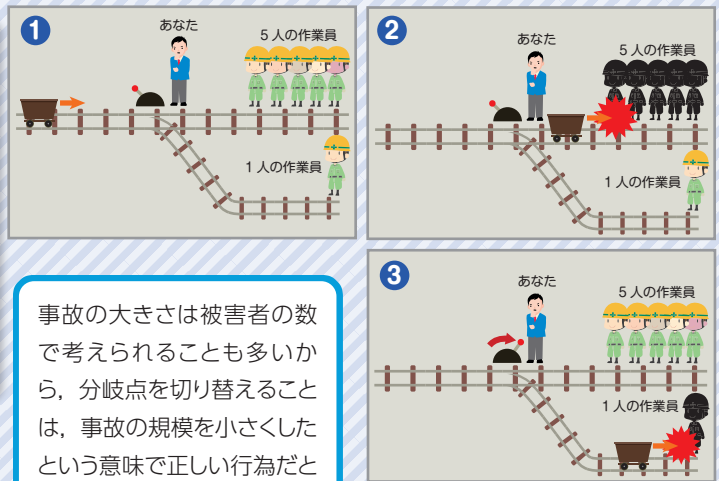 1
あなた
5人の作業員
1人の作業員
2
あなた
5人の作業員
1人の作業員
事故の大きさは被害者の数
で考えられることも多いか
ら，分岐点を切り替えること
は，事故の規模を小さくした
という意味で正しい行為だと
3
あなた
5人の作業員
1人の作業員